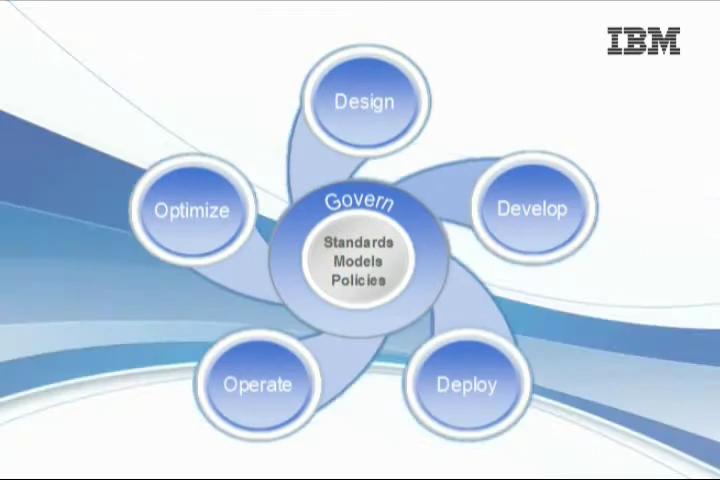 IBM
Design
Optimize
Govern
Develop
Standards
Models
Policies
Operate
Deploy